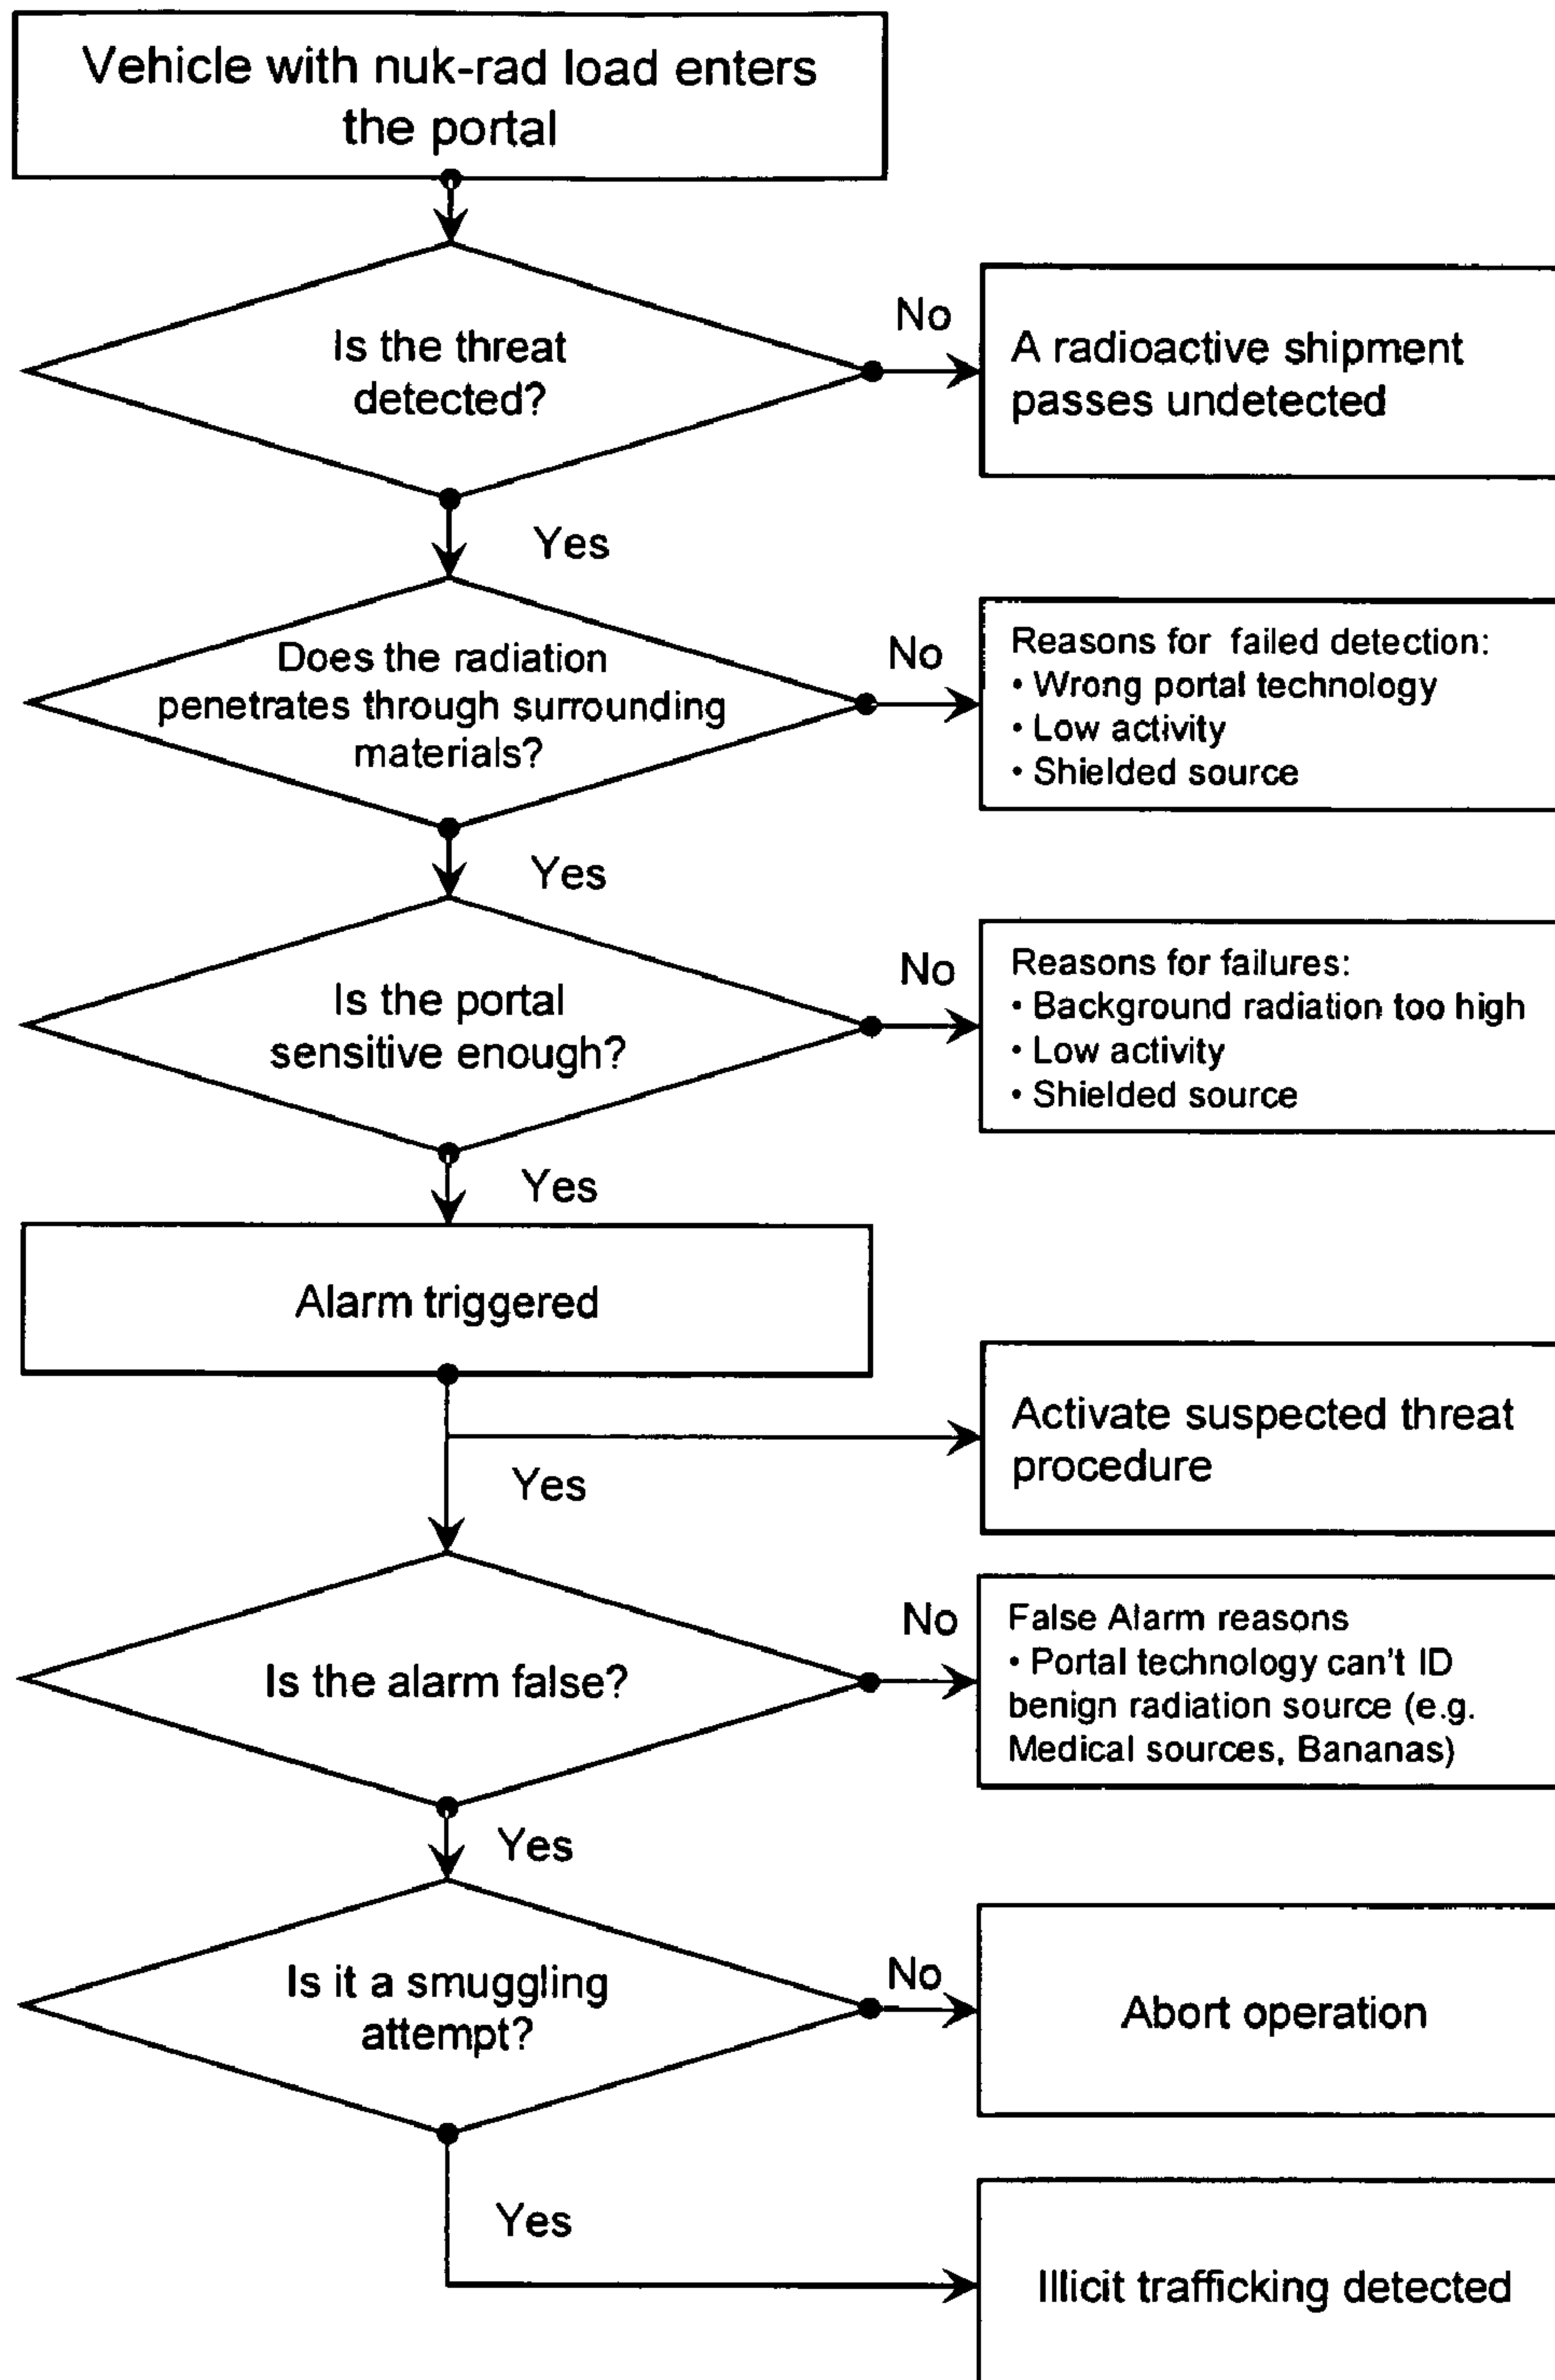 Vehicle with nuk-rad load enters
the portal
Is the threat
detected?
No
A radioactive shipment
passes undetected
Yes
Does the radiation
penetrates through surrounding
materials?
No
Reasons for failed detection:
• Wrong portal technology
• Low activity
• Shielded source
Yes
Is the portal
sensitive enough?
No
Reasons for failures:
• Background radiation too high
• Low activity
• Shielded source
Yes
Alarm triggered
Activate suspected threat
procedure
Yes
Is the alarm false?
No
False Alarm reasons
• Portal technology can't ID
benign radiation source (e.g.
Medical sources, Bananas)
Yes
Is it a smuggling
attempt?
No
Abort operation
Yes
Illicit trafficking detected